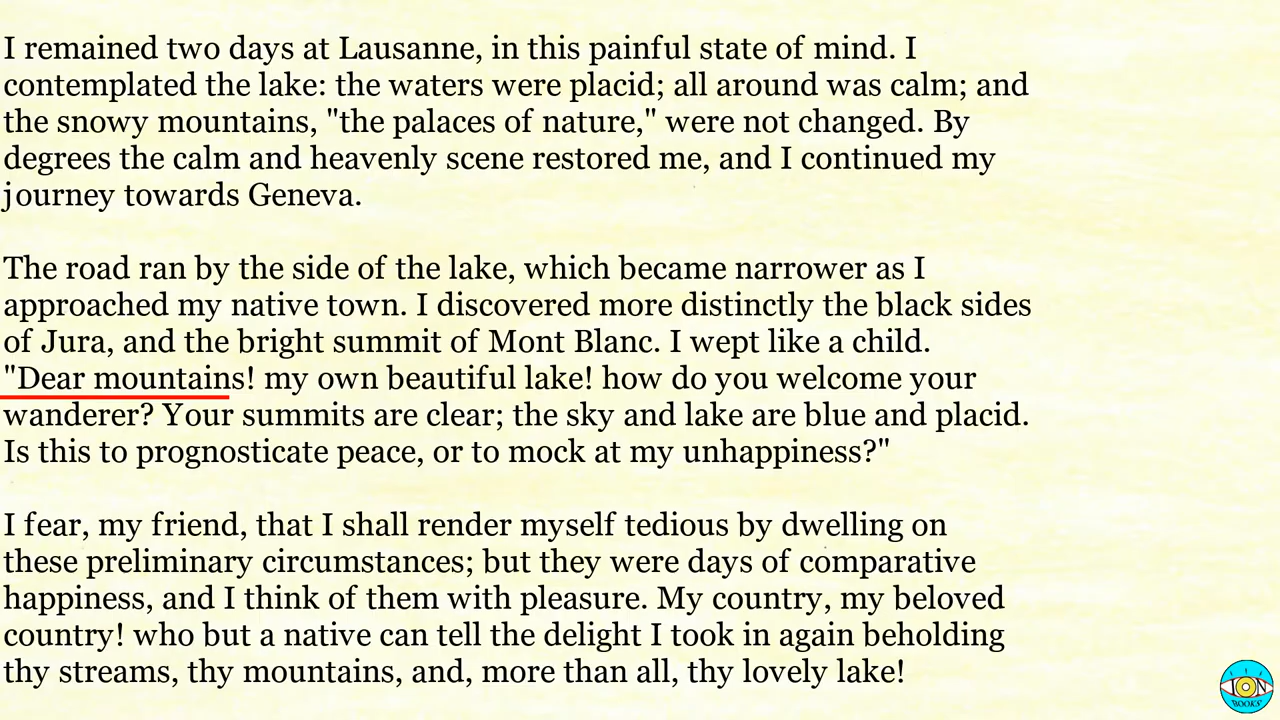 I remained two days at Lausanne, in this painful state of mind. I
contemplated the lake: the waters were placid; all around was calm; and
the snowy mountains, "the palaces of nature," were not changed. By
degrees the calm and heavenly scene restored me, and I continued my
journey towards Geneva.
The road ran by the side of the lake, which became narrower as I
approached my native town. I discovered more distinctly the black sides
of Jura, and the bright summit of Mont Blanc. I wept like a child.
"Dear mountains! my own beautiful lake! how do you welcome your
wanderer? Your summits are clear; the sky and lake are blue and placid.
Is this to prognosticate peace, or to mock at my unhappiness?"
I fear, my friend, that I shall render myself tedious by dwelling on
these preliminary circumstances; but they were days of comparative
happiness, and I think of them with pleasure. My country, my beloved
country! who but a native can tell the delight I took in again beholding
thy streams, thy mountains, and, more than all, thy lovely lake!
ION
BOOKS